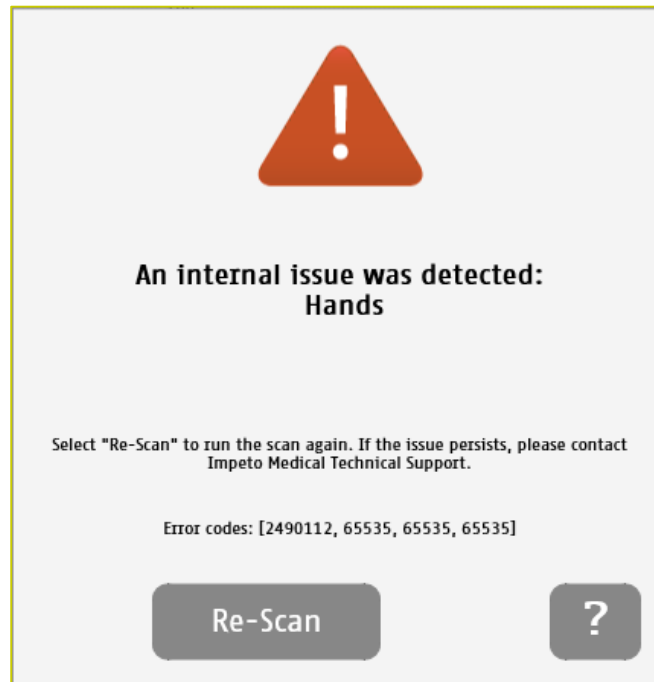 An internal issue was detected:
Hands
Select "Re-Scan" to run the scan again. If the issue persists, please contact
Impeto Medical Technical Support.
Error codes: [2490112, 65535, 65535, 65535]
Re-Scan
?